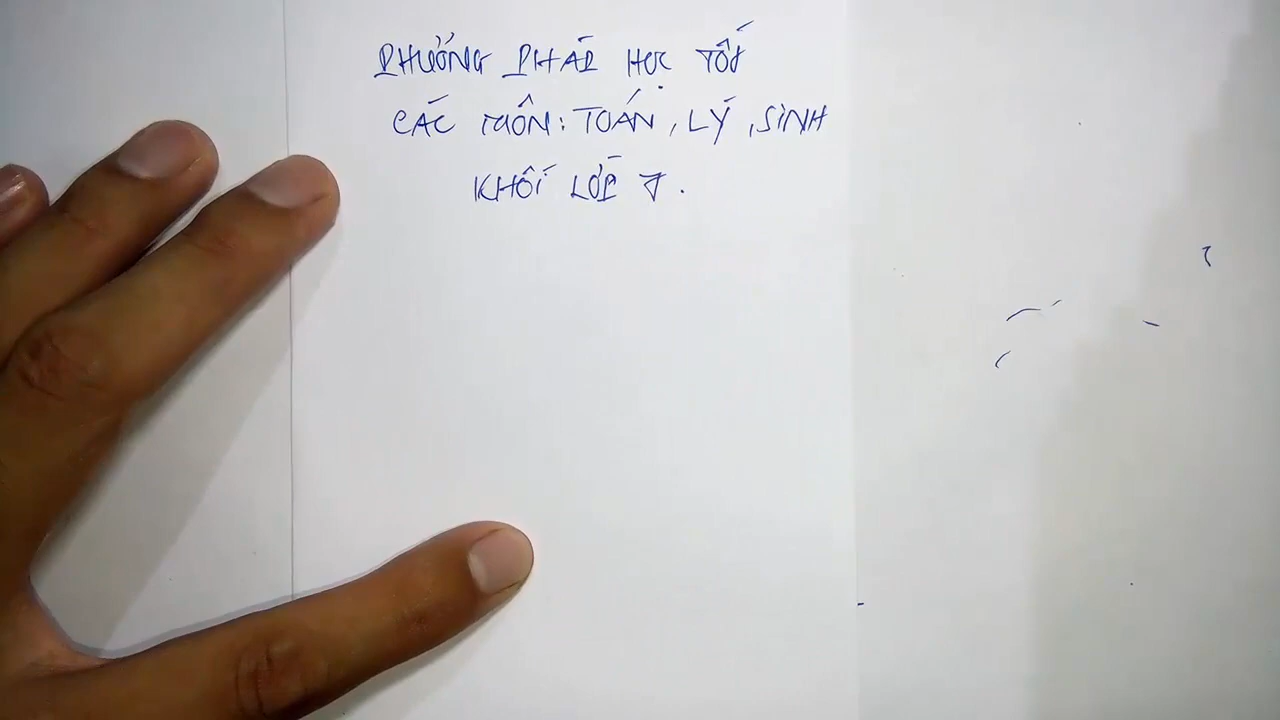 PHƯƠNG PHÁP HỌC TỐT
CÁC MÔN: TOÁN, LÝ, SINH
KHỐI LỚP 7.